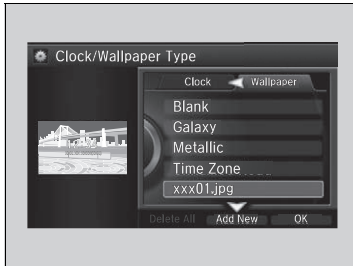 Clock/Wallpaper Type
Clock Wallpaper
Blank
Galaxy
Metallic
Time Zone
xxx01.jpg
Delete All Add New OK